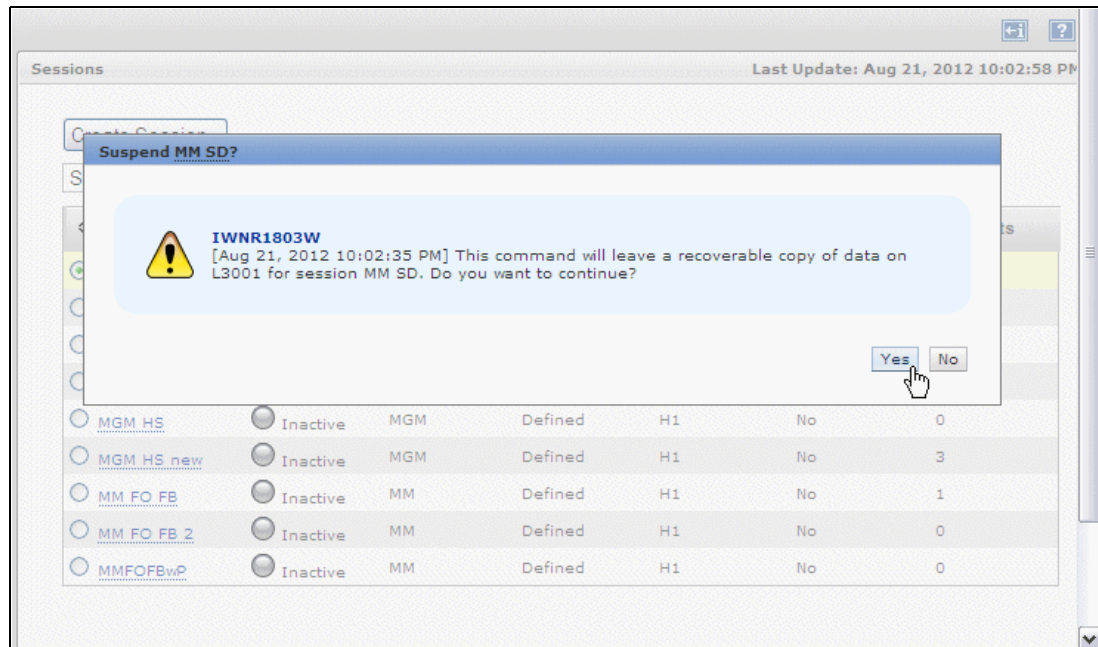 Sessions Last Update: Aug 21, 2012 10:02:58 PM
Suspend MM SD?
IWNR1803W
[Aug 21, 2012 10:02:35 PM] This command will leave a recoverable copy of data on
L3001 for session MM SD. Do you want to continue?
Yes No
MGM HS Inactive MGM Defined H1 No 0
MGM HS new Inactive MGM Defined H1 No 3
MM FO FB Inactive MM Defined H1 No 1
MM FO FB 2 Inactive MM Defined H1 No 0
MMFOFBwP Inactive MM Defined H1 No 0